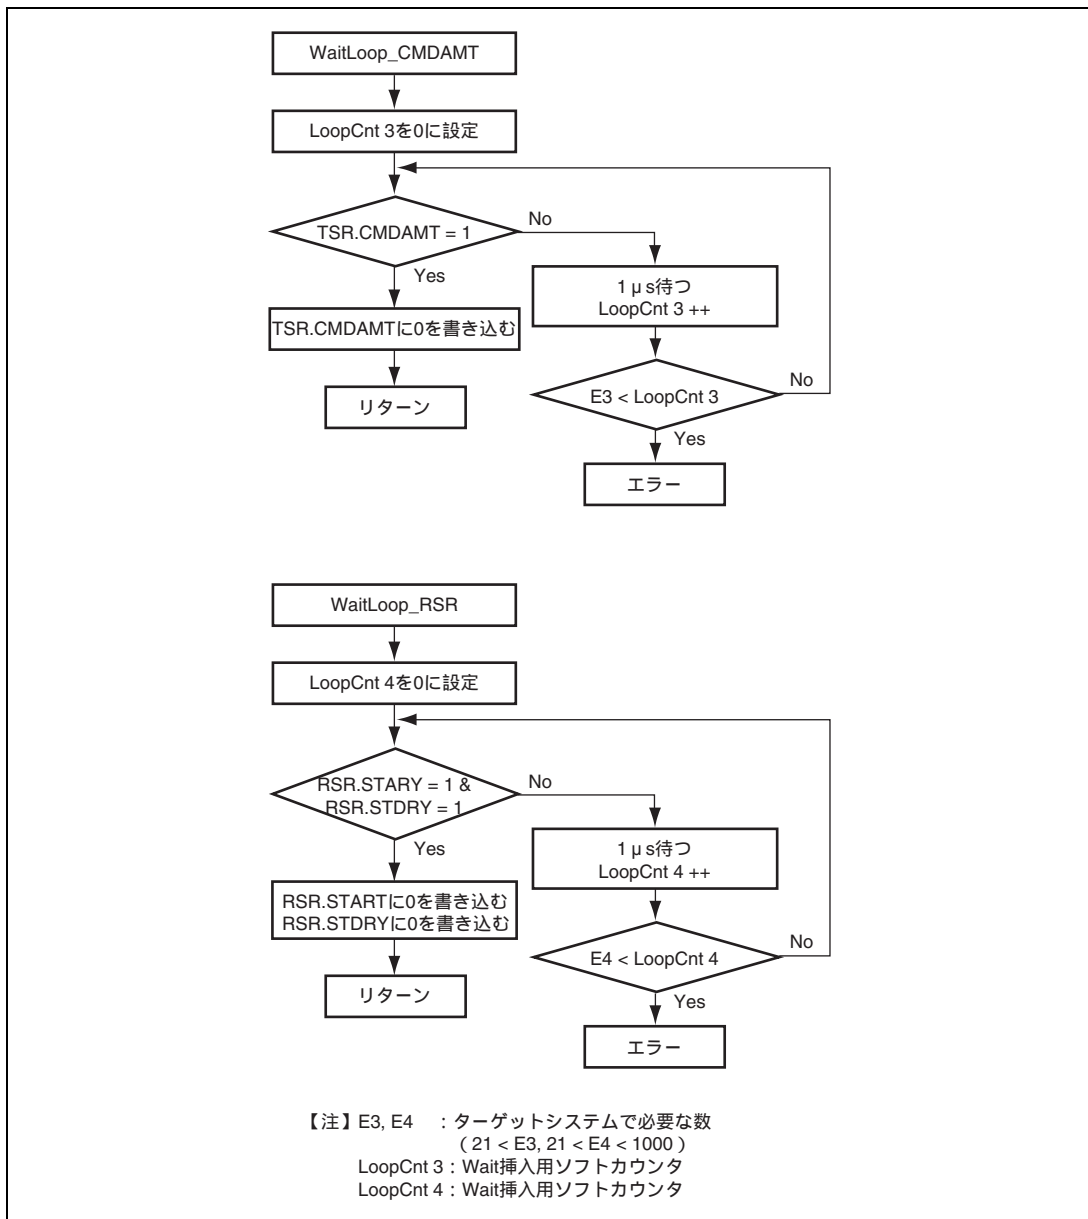 WaitLoop_CMDAMT
LoopCnt 3を0に設定
TSR.CMDAMT = 1
No
Yes
1 μs待つ
LoopCnt 3 ++
TSR.CMDAMTに0を書き込む
E3 < LoopCnt 3
No
リターン
Yes
エラー
WaitLoop_RSR
LoopCnt 4を0に設定
RSR.STARY = 1 &
RSR.STDRY = 1
No
Yes
1 μs待つ
LoopCnt 4 ++
RSR.STARTに0を書き込む
RSR.STDRYに0を書き込む
E4 < LoopCnt 4
No
リターン
Yes
エラー
【注】E3, E4 ：ターゲットシステムで必要な数
（21 < E3, 21 < E4 < 1000）
LoopCnt 3：Wait挿入用ソフトカウンタ
LoopCnt 4：Wait挿入用ソフトカウンタ